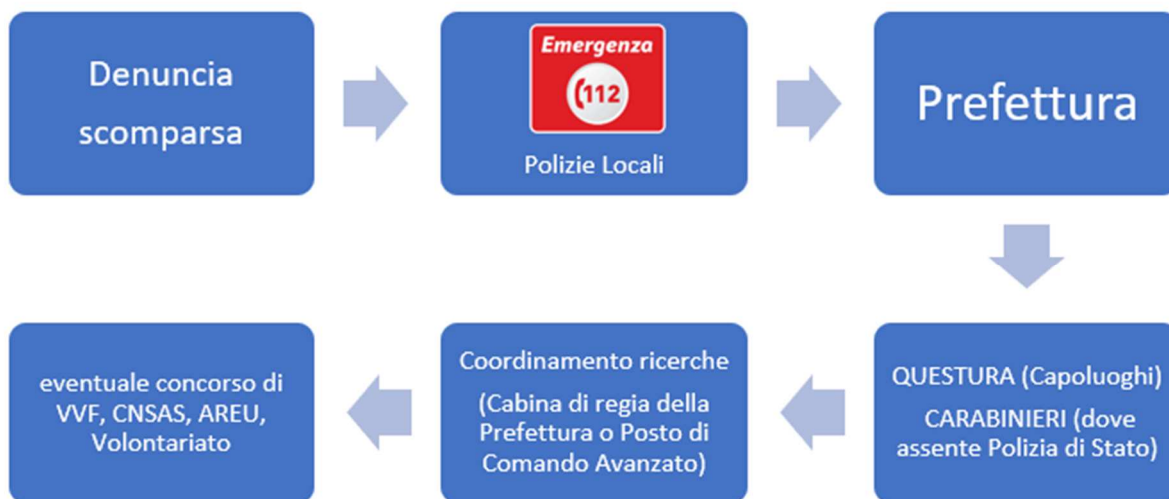 Denuncia
scomparsa
Emergenza
112
Polizie Locali
Prefettura
QUESTURA (Capoluoghi)
CARABINIERI (dove
assente Polizia di Stato)
Coordinamento ricerche
(Cabina di regia della
Prefettura o Posto di
Comando Avanzato)
eventuale concorso di
VVF, CNSAS, AREU,
Volontariato